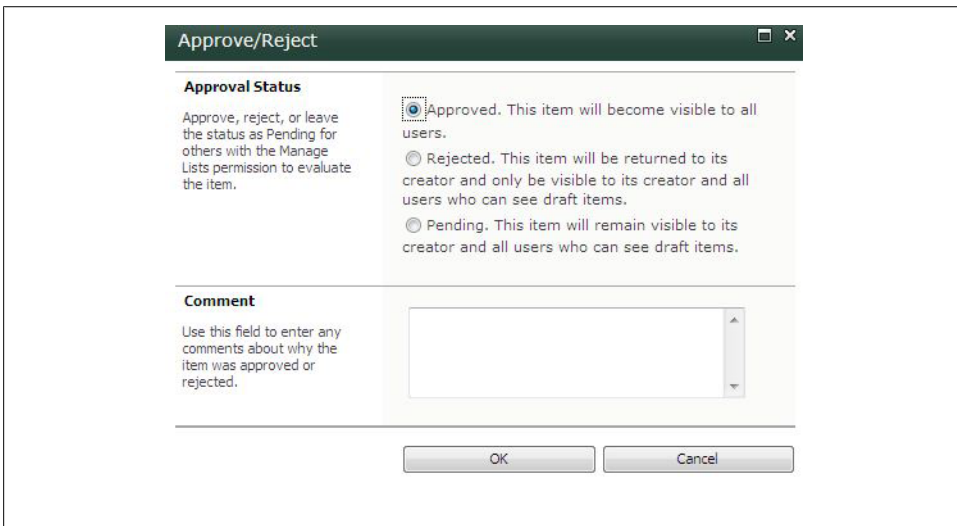 Approve/Reject
Approval Status
Approve, reject, or leave
the status as Pending for
others with the Manage
Lists permission to evaluate
the item.
Approved. This item will become visible to all
users.
Rejected. This item will be returned to its
creator and only be visible to its creator and all
users who can see draft items.
Pending. This item will remain visible to its
creator and all users who can see draft items.
Comment
Use this field to enter any
comments about why the
item was approved or
rejected.
OK
Cancel